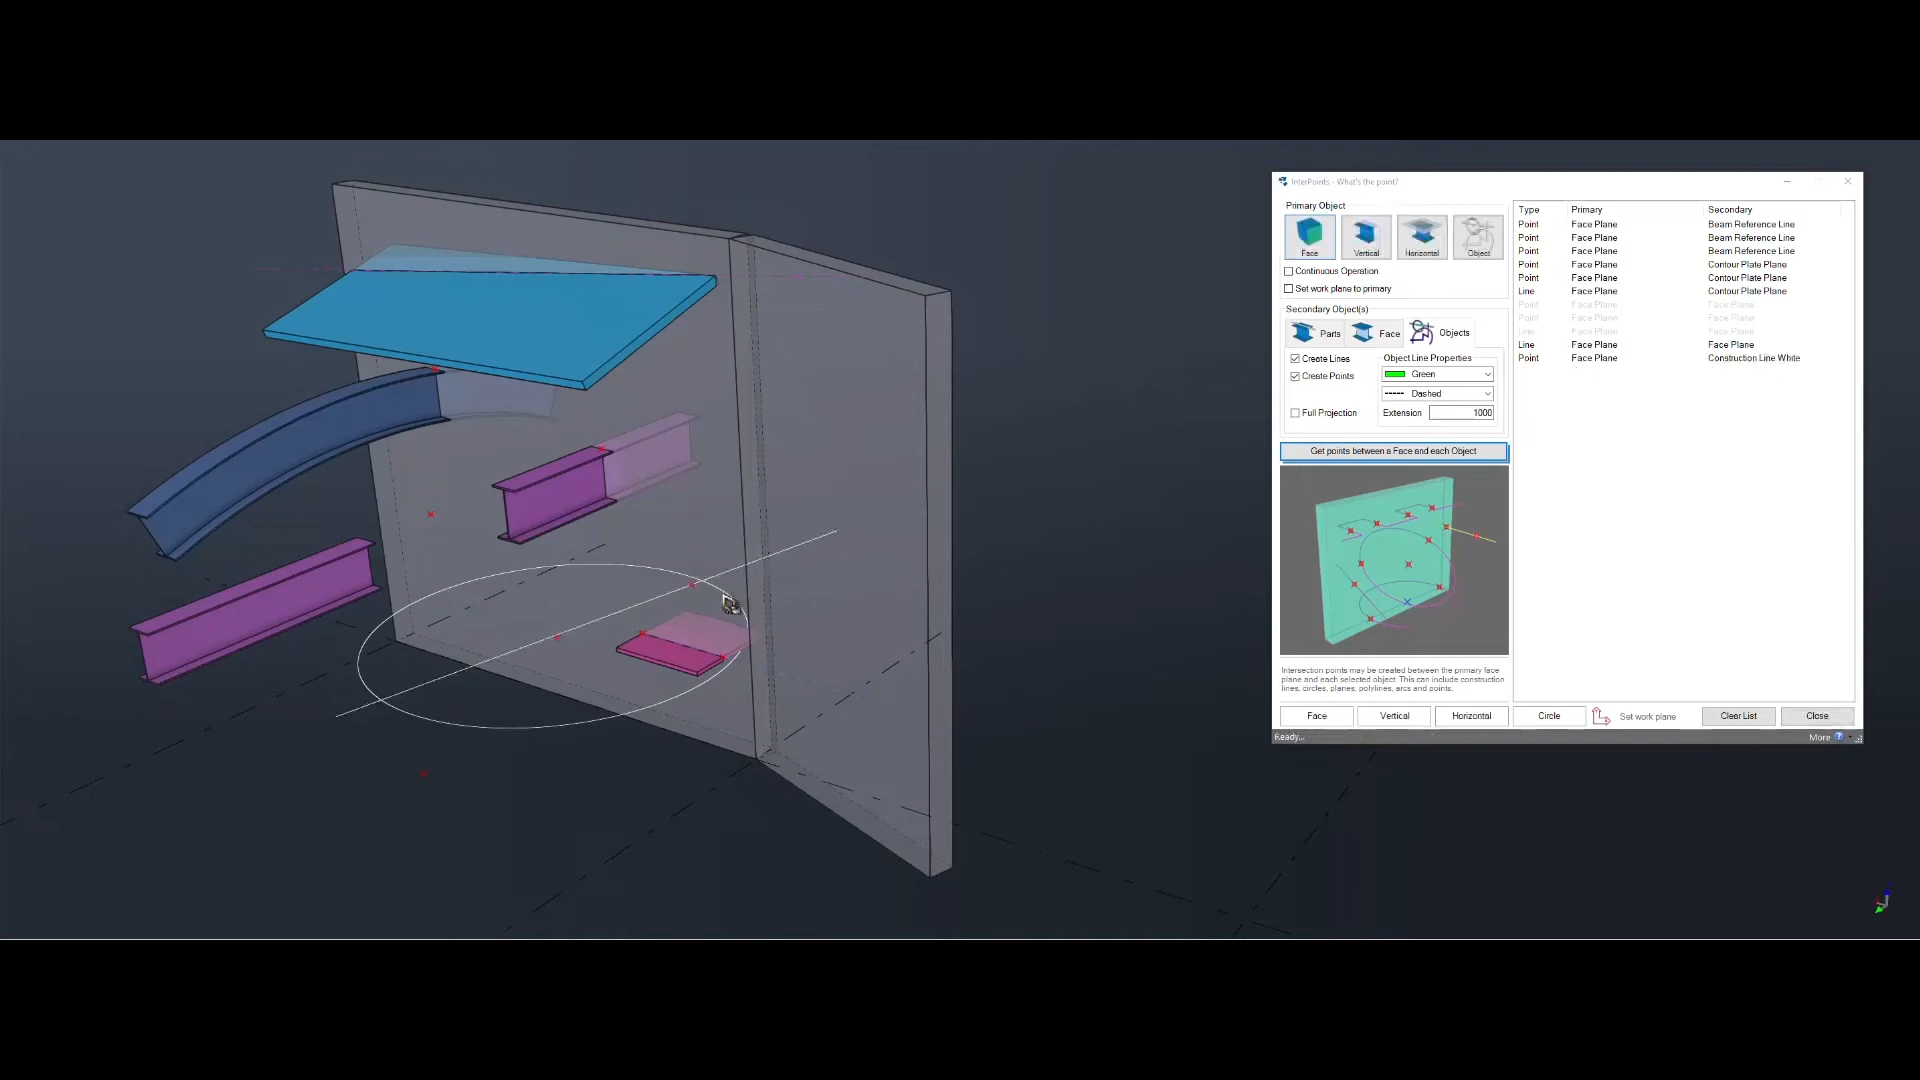 InterPoints - What's the point?
Primary Object
Face Vertical Horizontal Object
Continuous Operation
Set work plane to primary
Secondary Object(s)
Parts Face Objects
Create Lines
Create Points
Full Projection
Object Line Properties
Green
Dashed
Extension 1000
Get points between a Face and each Object
Intersection points may be created between the primary face
plane and each selected object. This can include construction
lines, circles, planes, polylines, arcs and points.
Type Primary Secondary
Point Face Plane Beam Reference Line
Point Face Plane Beam Reference Line
Point Face Plane Beam Reference Line
Point Face Plane Contour Plate Plane
Point Face Plane Contour Plate Plane
Line Face Plane Contour Plate Plane
Point Face Plane Face Plane
Point Face Plane Face Plane
Line Face Plane Face Plane
Line Face Plane Face Plane
Point Face Plane Construction Line White
Face Vertical Horizontal Circle Set work plane Clear List Close
Ready... More